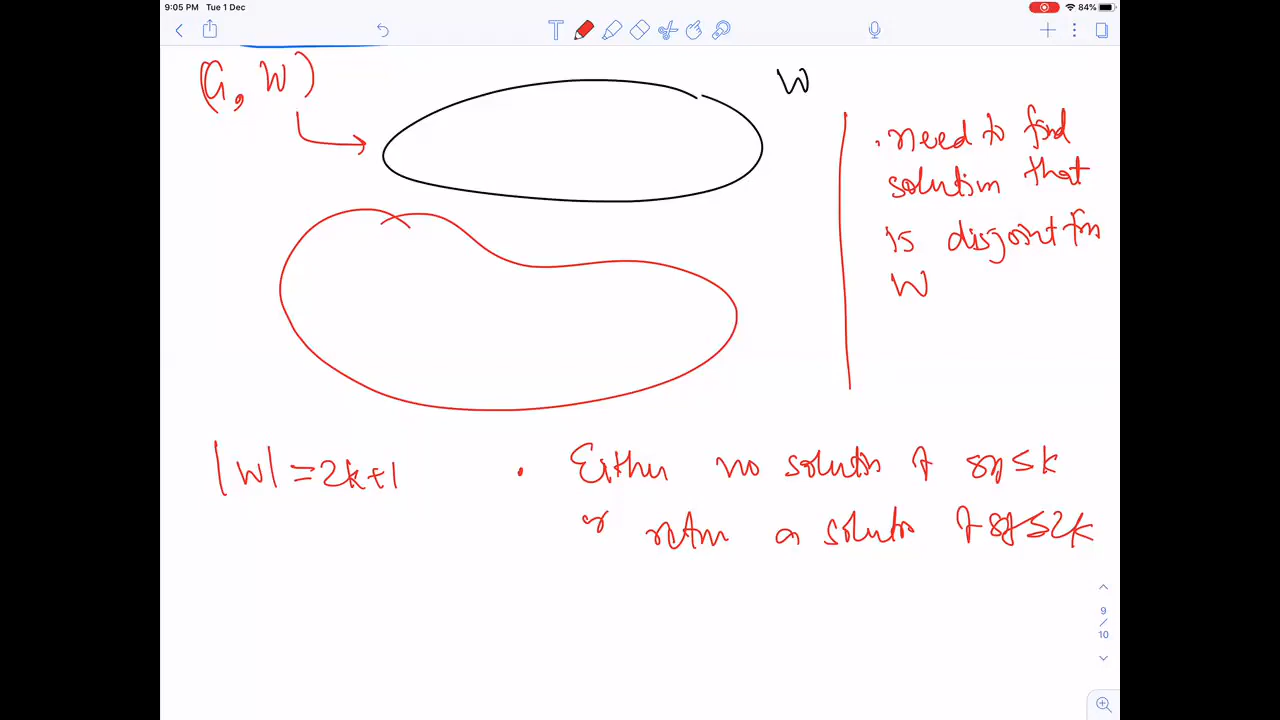 9:05 PM Tue 1 Dec
84%
(G, W)
W
. need to find
solution that
is disjoint from
W
|W| = 2k+1
• Either no solution of size ≤ k
or return a solution of size ≤ 2k
9
/
10